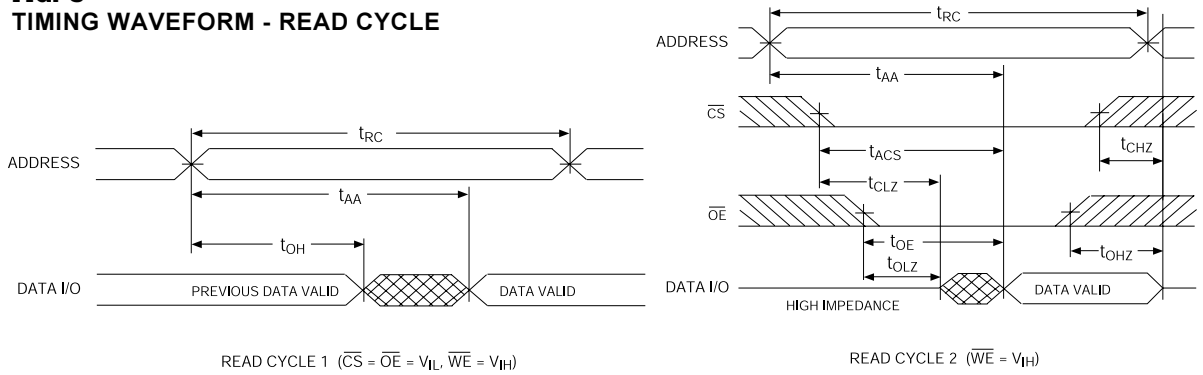 TIMING WAVEFORM - READ CYCLE
ADDRESS
tRC
tAA
tOH
DATA I/O
PREVIOUS DATA VALID
DATA VALID
READ CYCLE 1 (CS = OE = VIL, WE = VIH)
tRC
ADDRESS
tAA
CS
tACS
tCHZ
tCLZ
OE
tOE
tOHZ
tOLZ
DATA I/O
HIGH IMPEDANCE
DATA VALID
READ CYCLE 2 (WE = VIH)